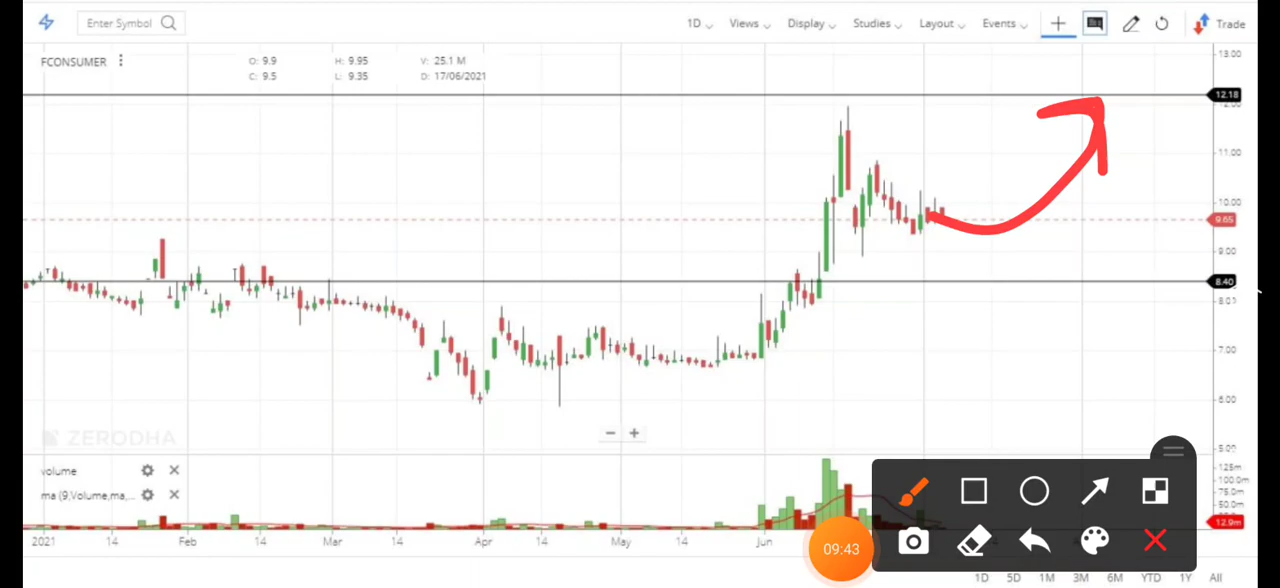 Enter Symbol 1D Views Display Studies Layout Events Trade
FCONSUMER O: 9.9 H: 9.95 V: 25.1 M
C: 9.5 L: 9.35 D: 17/06/2021
13.00
12.18
12.00
11.00
10.00
9.65
9.00
8.40
8.00
7.00
6.00
5.00
ZERODHA
volume
ma (9,Volume,ma,...
125m
100.0m
75.0m
12.9m
2021 14 Feb 14 Mar 14 Apr 14 May 14 Jun
09:43
1D 5D 1M 3M 6M YTD 1Y All